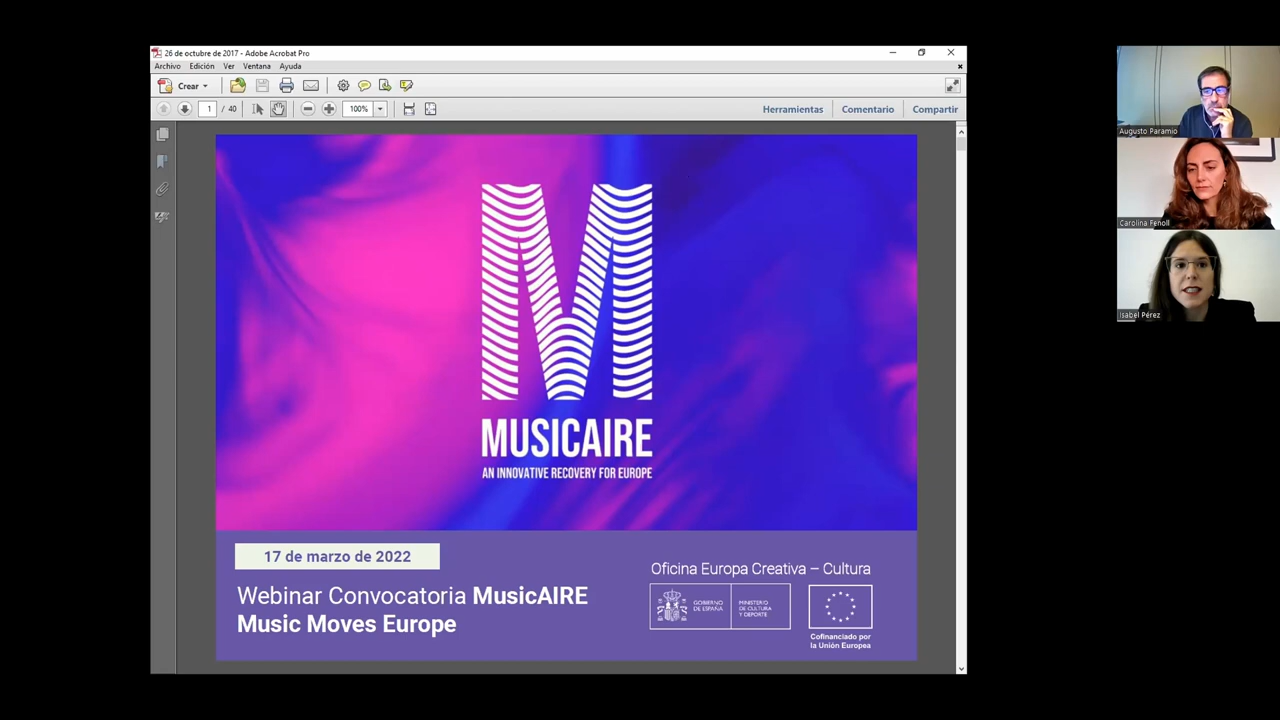 26 de octubre de 2017 - Adobe Acrobat Pro
Archivo Edición Ver Ventana Ayuda
Crear
1 / 40 100% Herramientas Comentario Compartir
MUSICAIRE
AN INNOVATIVE RECOVERY FOR EUROPE
17 de marzo de 2022
Webinar Convocatoria MusicAIRE
Music Moves Europe
Oficina Europa Creativa – Cultura
GOBIERNO
DE ESPAÑA
MINISTERIO
DE CULTURA
Y DEPORTE
Cofinanciado por
la Unión Europea
Augusto Paramio
Carolina Fenoll
Isabel Pérez